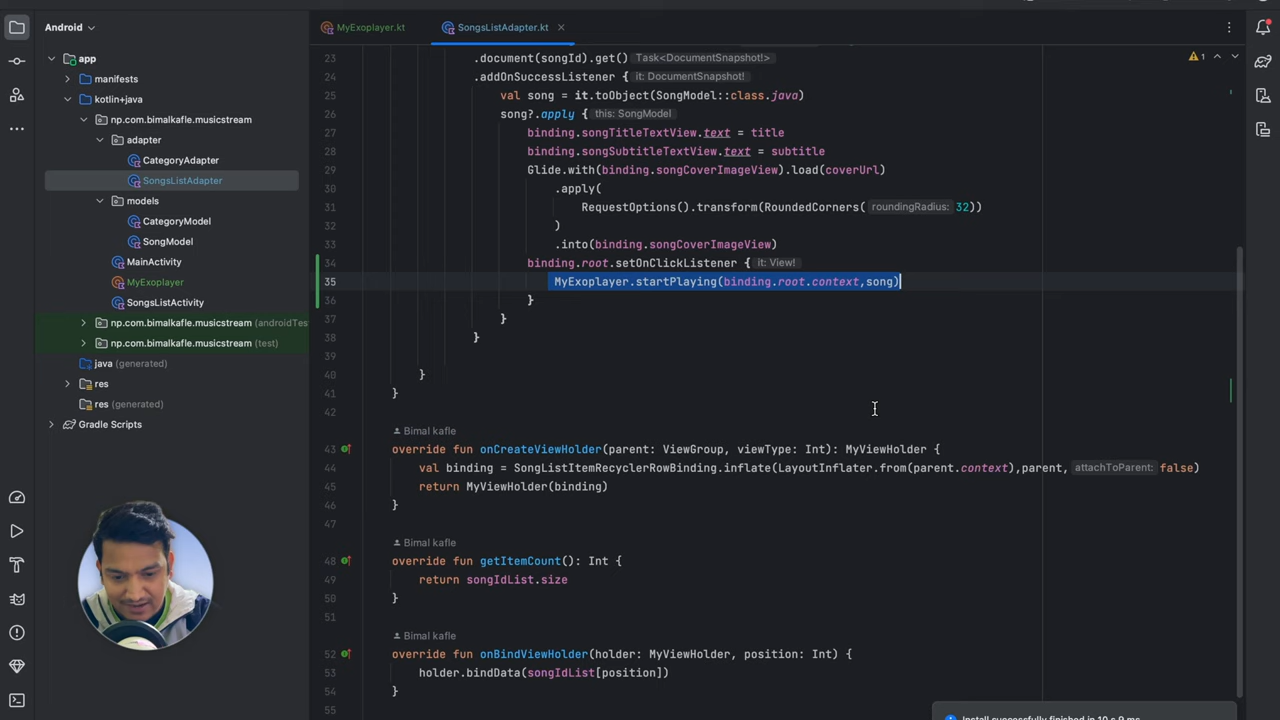 Android
MyExoplayer.kt
SongsListAdapter.kt
app
manifests
kotlin+java
np.com.bimalkafle.musicstream
adapter
CategoryAdapter
SongsListAdapter
models
CategoryModel
SongModel
MainActivity
MyExoplayer
SongsListActivity
np.com.bimalkafle.musicstream (androidTes
np.com.bimalkafle.musicstream (test)
java (generated)
res
res (generated)
Gradle Scripts
1
23 .document(songId).get() Task<DocumentSnapshot!>
24 .addOnSuccessListener { it: DocumentSnapshot!
25 val song = it.toObject(SongModel::class.java)
26 song?.apply { this: SongModel
27 binding.songTitleTextView.text = title
28 binding.songSubtitleTextView.text = subtitle
29 Glide.with(binding.songCoverImageView).load(coverUrl)
30 .apply(
31 RequestOptions().transform(RoundedCorners( roundingRadius: 32))
32 )
33 .into(binding.songCoverImageView)
34 binding.root.setOnClickListener { it: View!
35 MyExoplayer.startPlaying(binding.root.context,song)
36 }
37 }
38 }
39
40 }
41 }
42
Bimal kafle
43 override fun onCreateViewHolder(parent: ViewGroup, viewType: Int): MyViewHolder {
44 val binding = SongListItemRecyclerRowBinding.inflate(LayoutInflater.from(parent.context),parent, attachToParent: false)
45 return MyViewHolder(binding)
46 }
47
Bimal kafle
48 override fun getItemCount(): Int {
49 return songIdList.size
50 }
51
Bimal kafle
52 override fun onBindViewHolder(holder: MyViewHolder, position: Int) {
53 holder.bindData(songIdList[position])
54 }
55
Install successfully finished in 10 s 9 ms